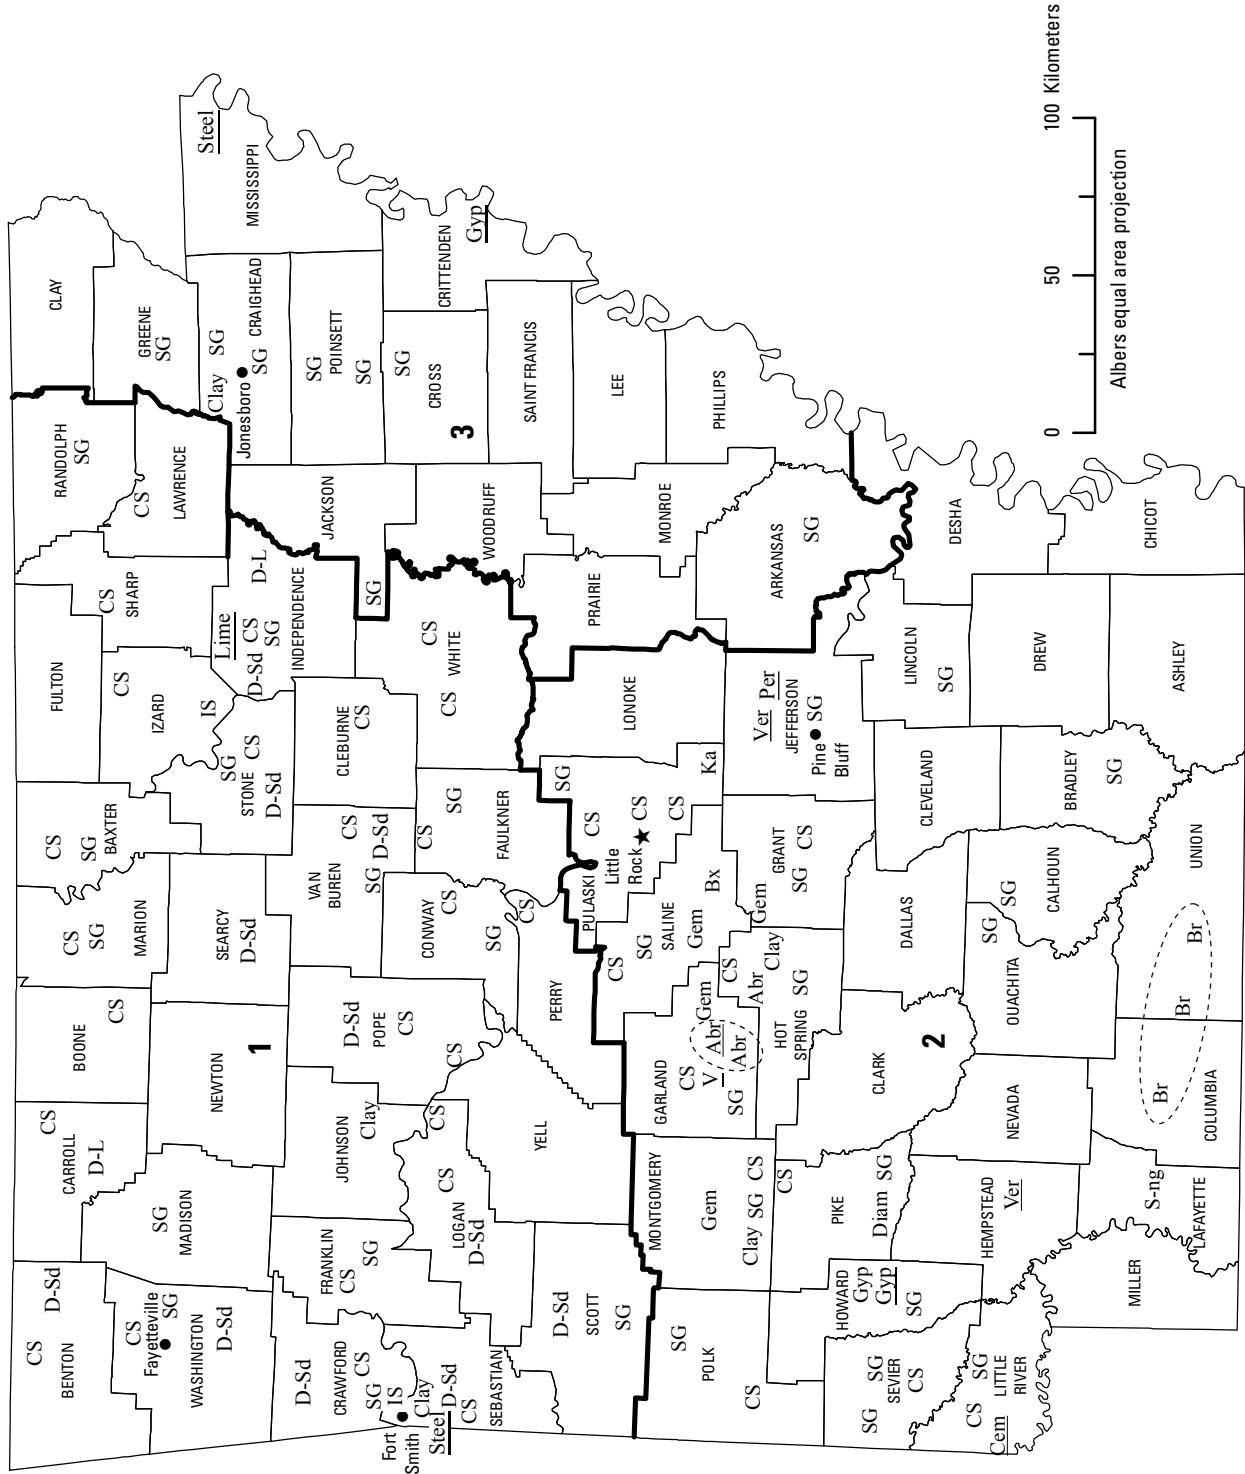 BENTON
CS
D-Sd
CARROLL
CS
D-L
BOONE
CS
MARION
CS
SG
BAXTER
CS
SG
FULTON
RANDOLPH
SG
CLAY
WASHINGTON
CS
Fayetteville
SG
D-Sd
MADISON
SG
NEWTON
1
SEARCY
D-Sd
STONE
SG
CS
D-Sd
IZARD
CS
IS
SHARP
CS
LAWRENCE
CS
GREENE
SG
CRAWFORD
D-Sd
CS
SG
IS
FRANKLIN
CS
SG
JOHNSON
Clay
POPE
D-Sd
CS
CS
VAN
BUREN
CS
SG
D-Sd
CLEBURNE
CS
INDEPENDENCE
Lime
D-L
D-Sd
CS
SG
JACKSON
SG
CRAIGHEAD
Clay
SG
Jonesboro
SG
MISSISSIPPI
Steel
POINSETT
SG
SG
Fort
Smith
Clay
Steel
D-Sd
CS
SEBASTIAN
LOGAN
CS
CS
D-Sd
CONWAY
CS
SG
FAULKNER
CS
SG
WHITE
CS
CS
WOODRUFF
CROSS
SG
3
CRITTENDEN
Gyp
SCOTT
D-Sd
SG
YELL
PERRY
CS
PULASKI
SG
CS
Little
Rock
CS
CS
Ka
LONOKE
PRAIRIE
MONROE
SAINT FRANCIS
LEE
PHILLIPS
POLK
SG
CS
MONTGOMERY
Gem
Clay
SG
CS
GARLAND
CS
V
Gem
Abr
Abr
SG
SALINE
CS
SG
Gem
Bx
HOT
SPRING
CS
Abr
Clay
SG
GRANT
Gem
SG
CS
JEFFERSON
Ver
Per
Pine
Bluff
SG
ARKANSAS
SG
SEVIER
SG
SG
CS
HOWARD
Gyp
Gyp
SG
PIKE
CS
Diam
SG
CLARK
2
DALLAS
CLEVELAND
LINCOLN
SG
DESHA
LITTLE
RIVER
CS
SG
Cem
HEMPSTEAD
Ver
NEVADA
OUACHITA
SG
CALHOUN
SG
BRADLEY
SG
DREW
CHICOT
MILLER
LAFAYETTE
S-ng
COLUMBIA
Br
Br
Br
UNION
ASHLEY
0
50
100 Kilometers
Albers equal area projection